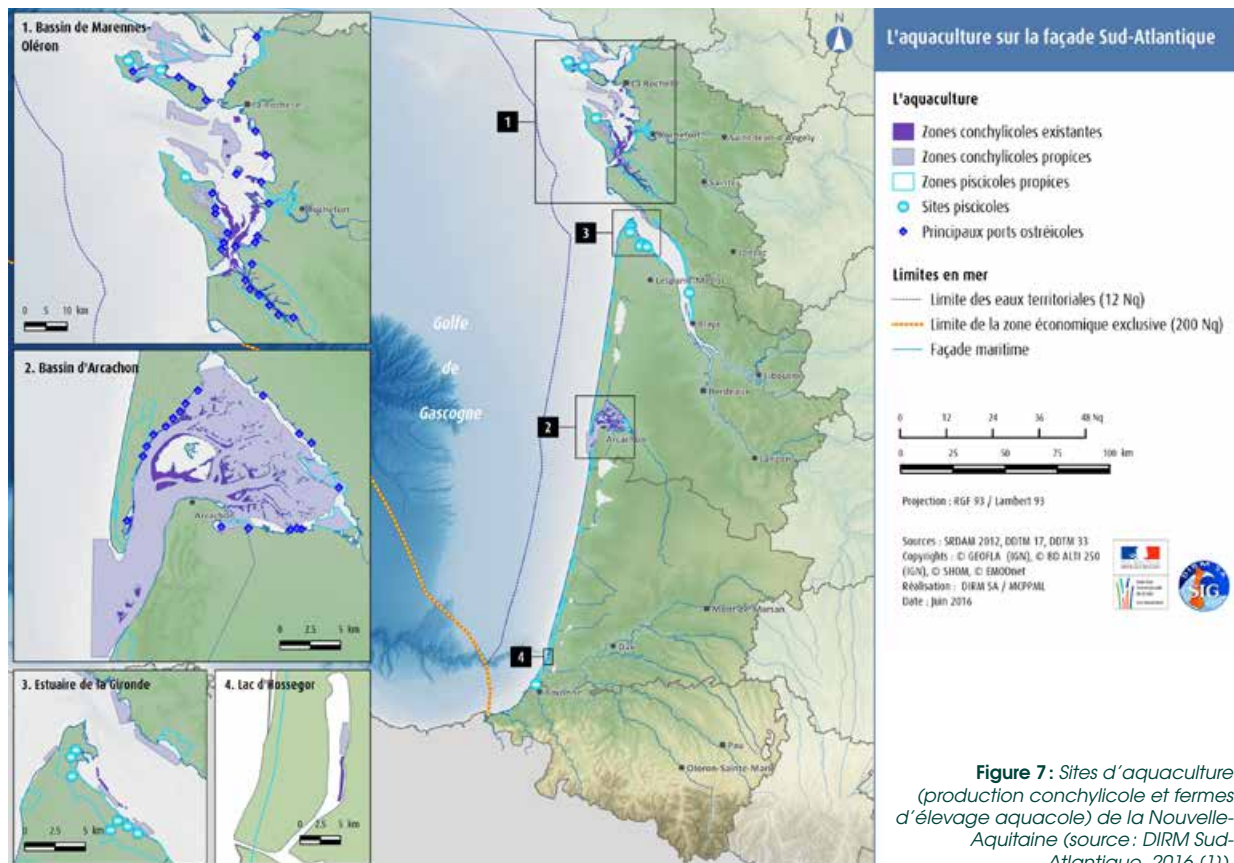 1. Bassin de Marennes-
Oléron
La Rochelle
Rochefort
0 5 10 km
2. Bassin d'Arcachon
Arcachon
0 2.5 5 km
3. Estuaire de la Gironde
0 2.5 5 km
4. Lac d'Hossegor
0 2.5 5 km
N
1
La Rochelle
Rochefort
Saint-Jean-d'Angely
Saintes
3
Jonzac
Lesparre-Médoc
Blaye
Libourne
Bordeaux
Golfe
de
Gascogne
2
Arcachon
Langon
Mont-de-Marsan
4
Dax
Bayonne
Pau
Oloron-Sainte-Marie
L'aquaculture sur la façade Sud-Atlantique
L'aquaculture
Zones conchylicoles existantes
Zones conchylicoles propices
Zones piscicoles propices
Sites piscicoles
Principaux ports ostréicoles
Limites en mer
Limite des eaux territoriales (12 Nq)
Limite de la zone économique exclusive (200 Nq)
Façade maritime
0 12 24 36 48 Nq
0 25 50 75 100 km
Projection : RGF 93 / Lambert 93
Sources : SRDAM 2012, DDTM 17, DDTM 33
Copyrights : © GEOFLA (IGN), © BD ALTI 250
(IGN), © SHOM, © EMODnet
Réalisation : DIRM SA / MCPPML
Date : Juin 2016
DIRM SA
SIG
Figure 7 : Sites d'aquaculture
(production conchylicole et fermes
d'élevage aquacole) de la Nouvelle-
Aquitaine (source : DIRM Sud-
Atlantique, 2016 (1)).